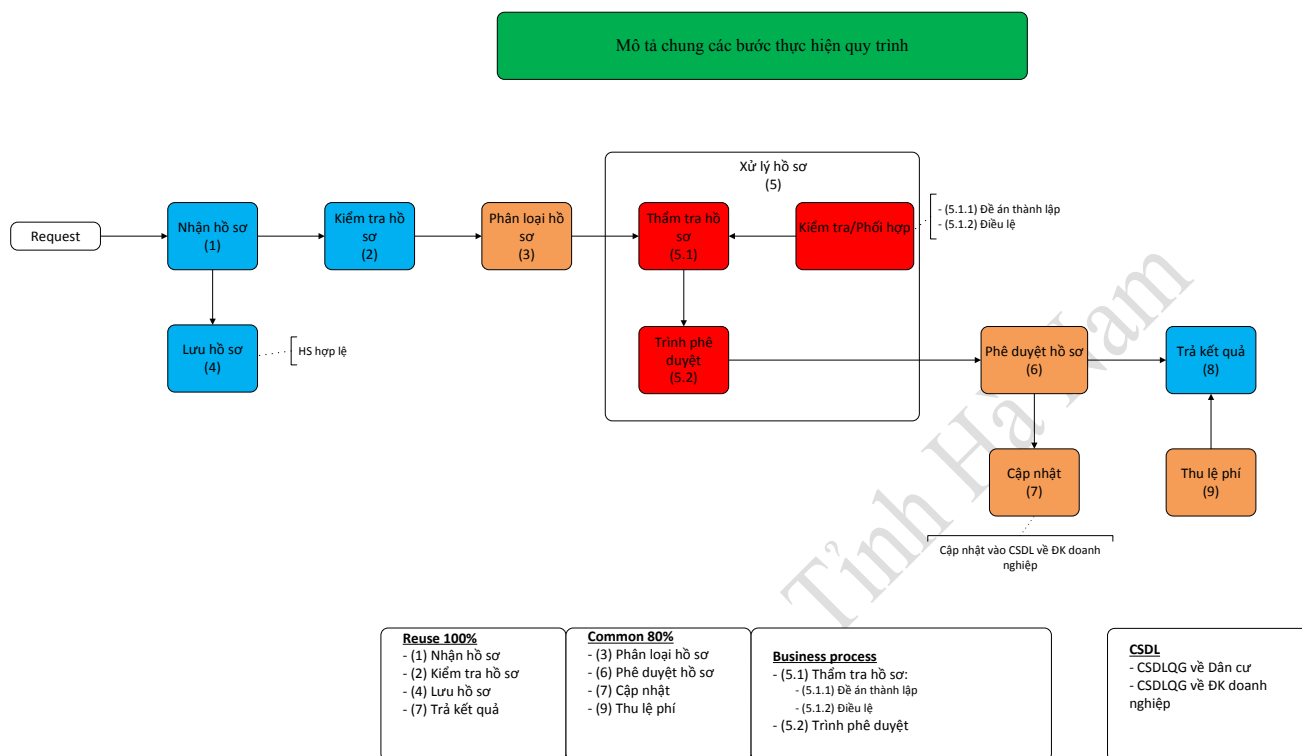 Mô tả chung các bước thực hiện quy trình
Xử lý hồ sơ
(5)
Request
Nhận hồ sơ
(1)
Kiểm tra hồ
sơ
(2)
Phân loại hồ
sơ
(3)
Thẩm tra hồ
sơ
(5.1)
Kiểm tra/Phối hợp
- (5.1.1) Đề án thành lập
- (5.1.2) Điều lệ
Lưu hồ sơ
(4)
HS hợp lệ
Trình phê
duyệt
(5.2)
Phê duyệt hồ sơ
(6)
Trả kết quả
(8)
Cập nhật
(7)
Thu lệ phí
(9)
Cập nhật vào CSDL về ĐK doanh
nghiệp
Tỉnh Hà Nam
Reuse 100%
- (1) Nhận hồ sơ
- (2) Kiểm tra hồ sơ
- (4) Lưu hồ sơ
- (7) Trả kết quả
Common 80%
- (3) Phân loại hồ sơ
- (6) Phê duyệt hồ sơ
- (7) Cập nhật
- (9) Thu lệ phí
Business process
- (5.1) Thẩm tra hồ sơ:
- (5.1.1) Đề án thành lập
- (5.1.2) Điều lệ
- (5.2) Trình phê duyệt
CSDL
- CSDLQG về Dân cư
- CSDLQG về ĐK doanh
nghiệp